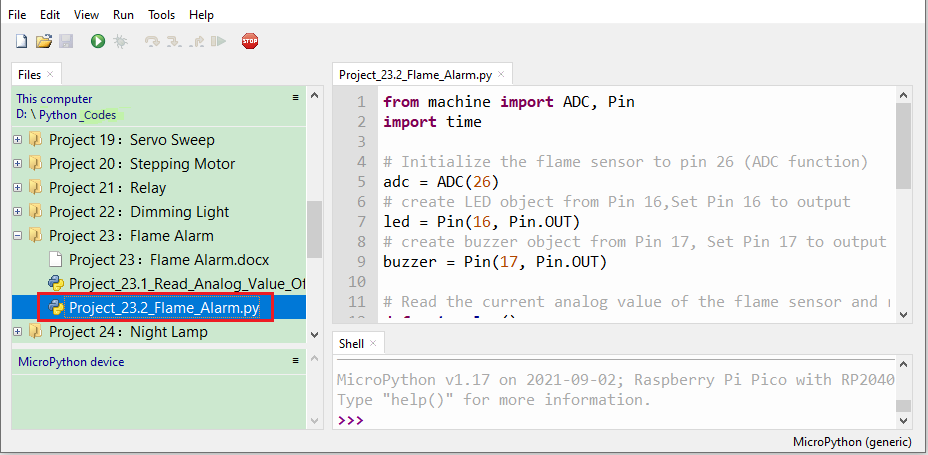 File Edit View Run Tools Help
STOP
Files ×
This computer
D: \ Python _Codes
Project 19：Servo Sweep
Project 20：Stepping Motor
Project 21：Relay
Project 22：Dimming Light
Project 23：Flame Alarm
Project 23：Flame Alarm.docx
Project_23.1_Read_Analog_Value_Of
Project_23.2_Flame_Alarm.py
Project 24：Night Lamp
MicroPython device
Project_23.2_Flame_Alarm.py ×
1 from machine import ADC, Pin
2 import time
3
4 # Initialize the flame sensor to pin 26 (ADC function)
5 adc = ADC(26)
6 # create LED object from Pin 16,Set Pin 16 to output
7 led = Pin(16, Pin.OUT)
8 # create buzzer object from Pin 17, Set Pin 17 to output
9 buzzer = Pin(17, Pin.OUT)
10
11 # Read the current analog value of the flame sensor and
Shell ×
MicroPython v1.17 on 2021-09-02; Raspberry Pi Pico with RP2040
Type "help()" for more information.
>>>
MicroPython (generic)